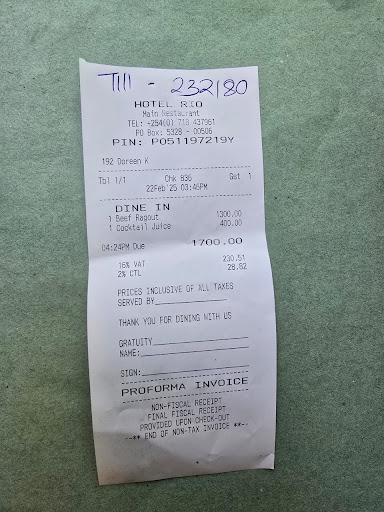 Till - 232180
HOTEL RIO
Main Restaurant
TEL: +254(0) 718 437961
PO Box: 5328 - 00506
PIN: P051197219Y
192 Doreen K
Tbl 1/1 Chk 836 Gst 1
22Feb'25 03:46PM
DINE IN
1 Beef Ragout 1300.00
1 Cocktail Juice 400.00
04:24PM Due 1700.00
16% VAT 230.51
2% CTL 28.82
PRICES INCLUSIVE OF ALL TAXES
SERVED BY
THANK YOU FOR DINING WITH US
GRATUITY
NAME:
SIGN:
PROFORMA INVOICE
NON-FISCAL RECEIPT
FINAL FISCAL RECEIPT
PROVIDED UPON CHECK-OUT
--** END OF NON-TAX INVOICE **--